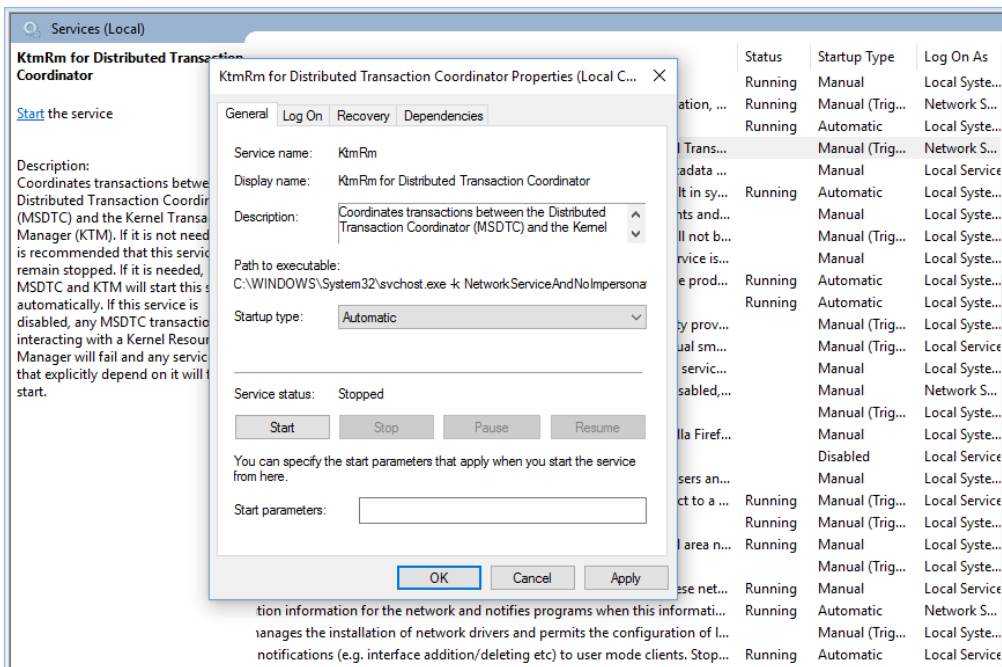 Services (Local)
KtmRm for Distributed Transaction
Coordinator
Start the service
Description:
Coordinates transactions betwe
Distributed Transaction Coordin
(MSDTC) and the Kernel Transa
Manager (KTM). If it is not need
is recommended that this servic
remain stopped. If it is needed,
MSDTC and KTM will start this s
automatically. If this service is
disabled, any MSDTC transactio
interacting with a Kernel Resour
Manager will fail and any servic
that explicitly depend on it will f
start.
KtmRm for Distributed Transaction Coordinator Properties (Local C...
General Log On Recovery Dependencies
Service name: KtmRm
Display name: KtmRm for Distributed Transaction Coordinator
Description: Coordinates transactions between the Distributed
Transaction Coordinator (MSDTC) and the Kernel
Path to executable:
C:\WINDOWS\System32\svchost.exe -k NetworkServiceAndNoImpersona
Startup type: Automatic
Service status: Stopped
Start Stop Pause Resume
You can specify the start parameters that apply when you start the service
from here.
Start parameters:
OK Cancel Apply
Status Startup Type Log On As
Running Manual Local Syste...
ation, ... Running Manual (Trig... Network S...
Running Automatic Local Syste...
l Trans... Manual (Trig... Network S...
adata ... Manual Local Service
lt in sy... Running Automatic Local Syste...
nts and... Manual Local Syste...
ll not b... Manual (Trig... Local Syste...
rvice is... Manual Local Syste...
e prod... Running Automatic Local Syste...
Running Automatic Local Syste...
ty prov... Manual (Trig... Local Syste...
ual sm... Manual (Trig... Local Service
servic... Manual Local Syste...
sabled,... Manual Network S...
Manual (Trig... Local Syste...
lla Firef... Manual Local Syste...
Disabled Local Service
sers an... Manual Local Syste...
ct to a ... Running Manual (Trig... Local Service
Running Manual (Trig... Local Syste...
l area n... Running Manual Local Syste...
Manual (Trig... Local Syste...
ese net... Running Manual Local Service
tion information for the network and notifies programs when this informati... Running Automatic Network S...
anages the installation of network drivers and permits the configuration of l... Manual (Trig... Local Syste...
notifications (e.g. interface addition/deleting etc) to user mode clients. Stop... Running Automatic Local Service